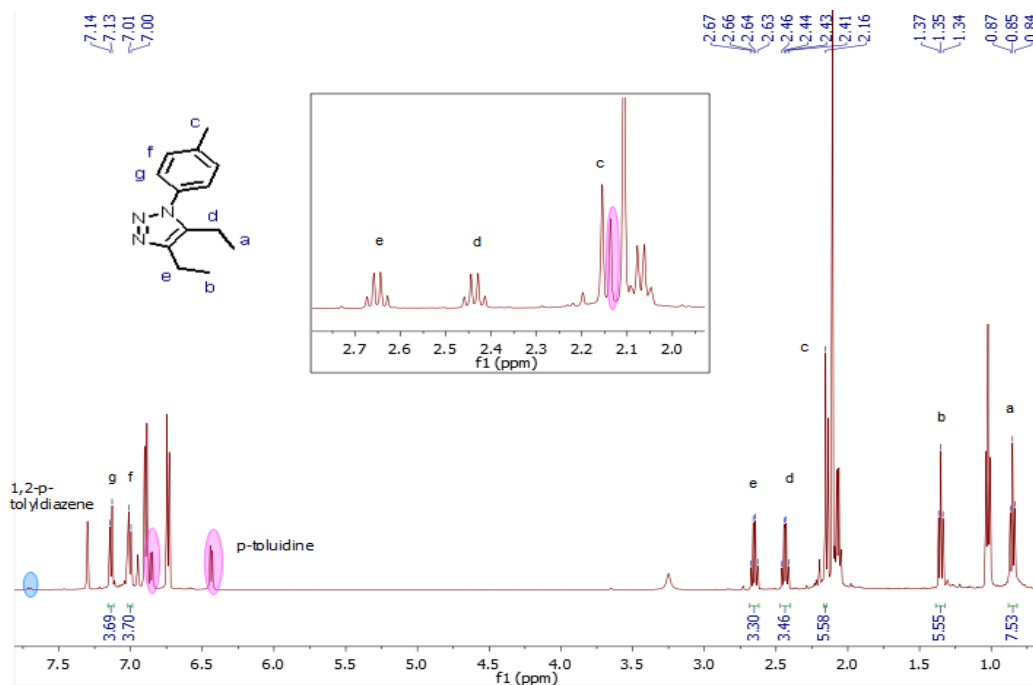 7.14
7.13
7.01
7.00
2.67
2.66
2.64
2.63
2.46
2.44
2.43
2.41
2.16
1.37
1.35
1.34
0.87
0.85
0.84
c
f
g
N
N
N
d
a
e
b
e
d
c
2.7 2.6 2.5 2.4 2.3 2.2 2.1 2.0
f1 (ppm)
c
b
a
g f
e
d
1,2-p-
tolyldiazene
p-toluidine
3.69
3.70
3.30
3.46
5.58
5.55
7.53
7.5 7.0 6.5 6.0 5.5 5.0 4.5 4.0 3.5 3.0 2.5 2.0 1.5 1.0
f1 (ppm)